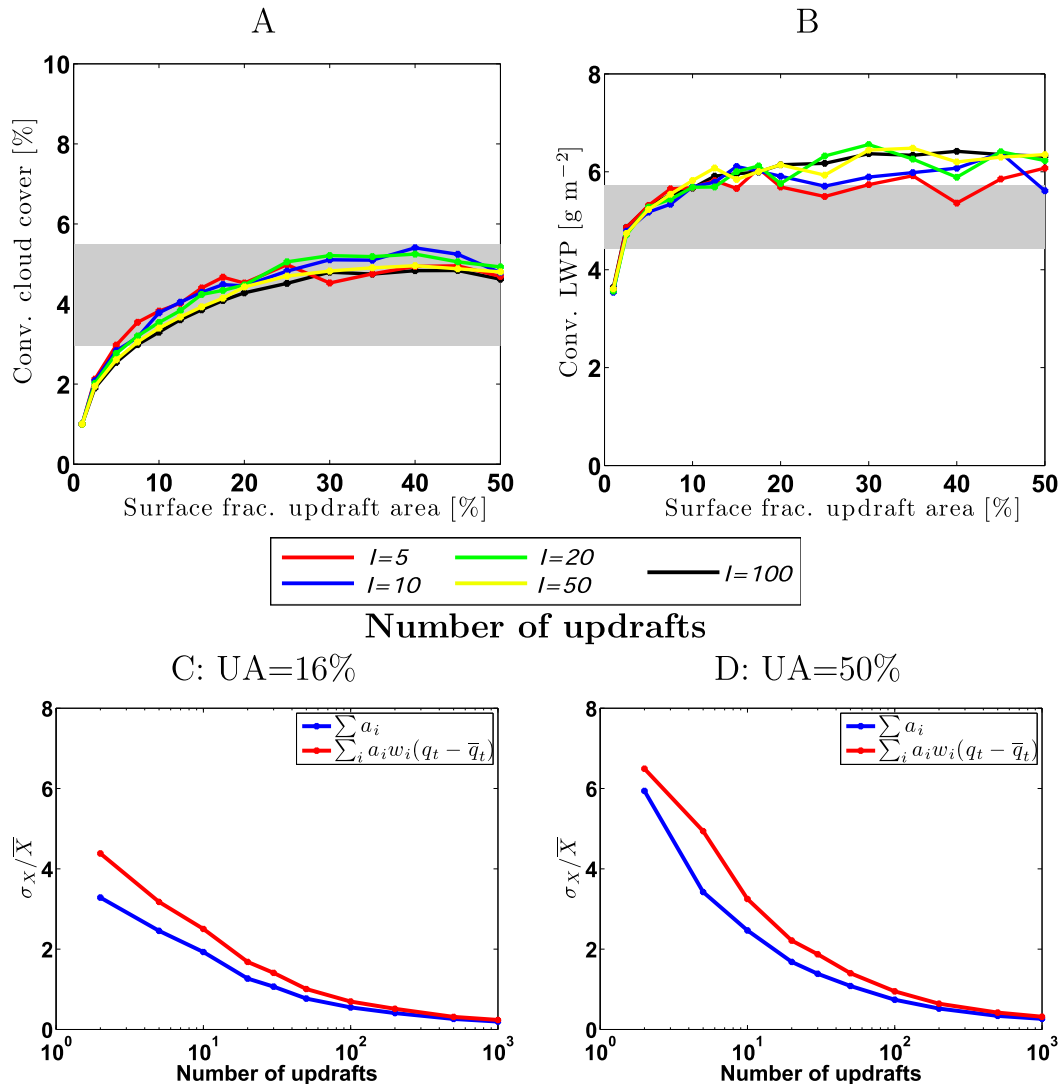 A
Conv. cloud cover [%]
10
8
6
4
2
0
0 10 20 30 40 50
Surface frac. updraft area [%]
B
Conv. LWP [g m⁻²]
8
6
4
2
0
0 10 20 30 40 50
Surface frac. updraft area [%]
I=5 I=20 I=100
I=10 I=50
Number of updrafts
C: UA=16%
σ_X/X̅
8
6
4
2
0
∑ a_i
∑_i a_i w_i(q_t − q̅_t)
10⁰ 10¹ 10² 10³
Number of updrafts
D: UA=50%
σ_X/X̅
8
6
4
2
0
∑ a_i
∑_i a_i w_i(q_t − q̅_t)
10⁰ 10¹ 10² 10³
Number of updrafts